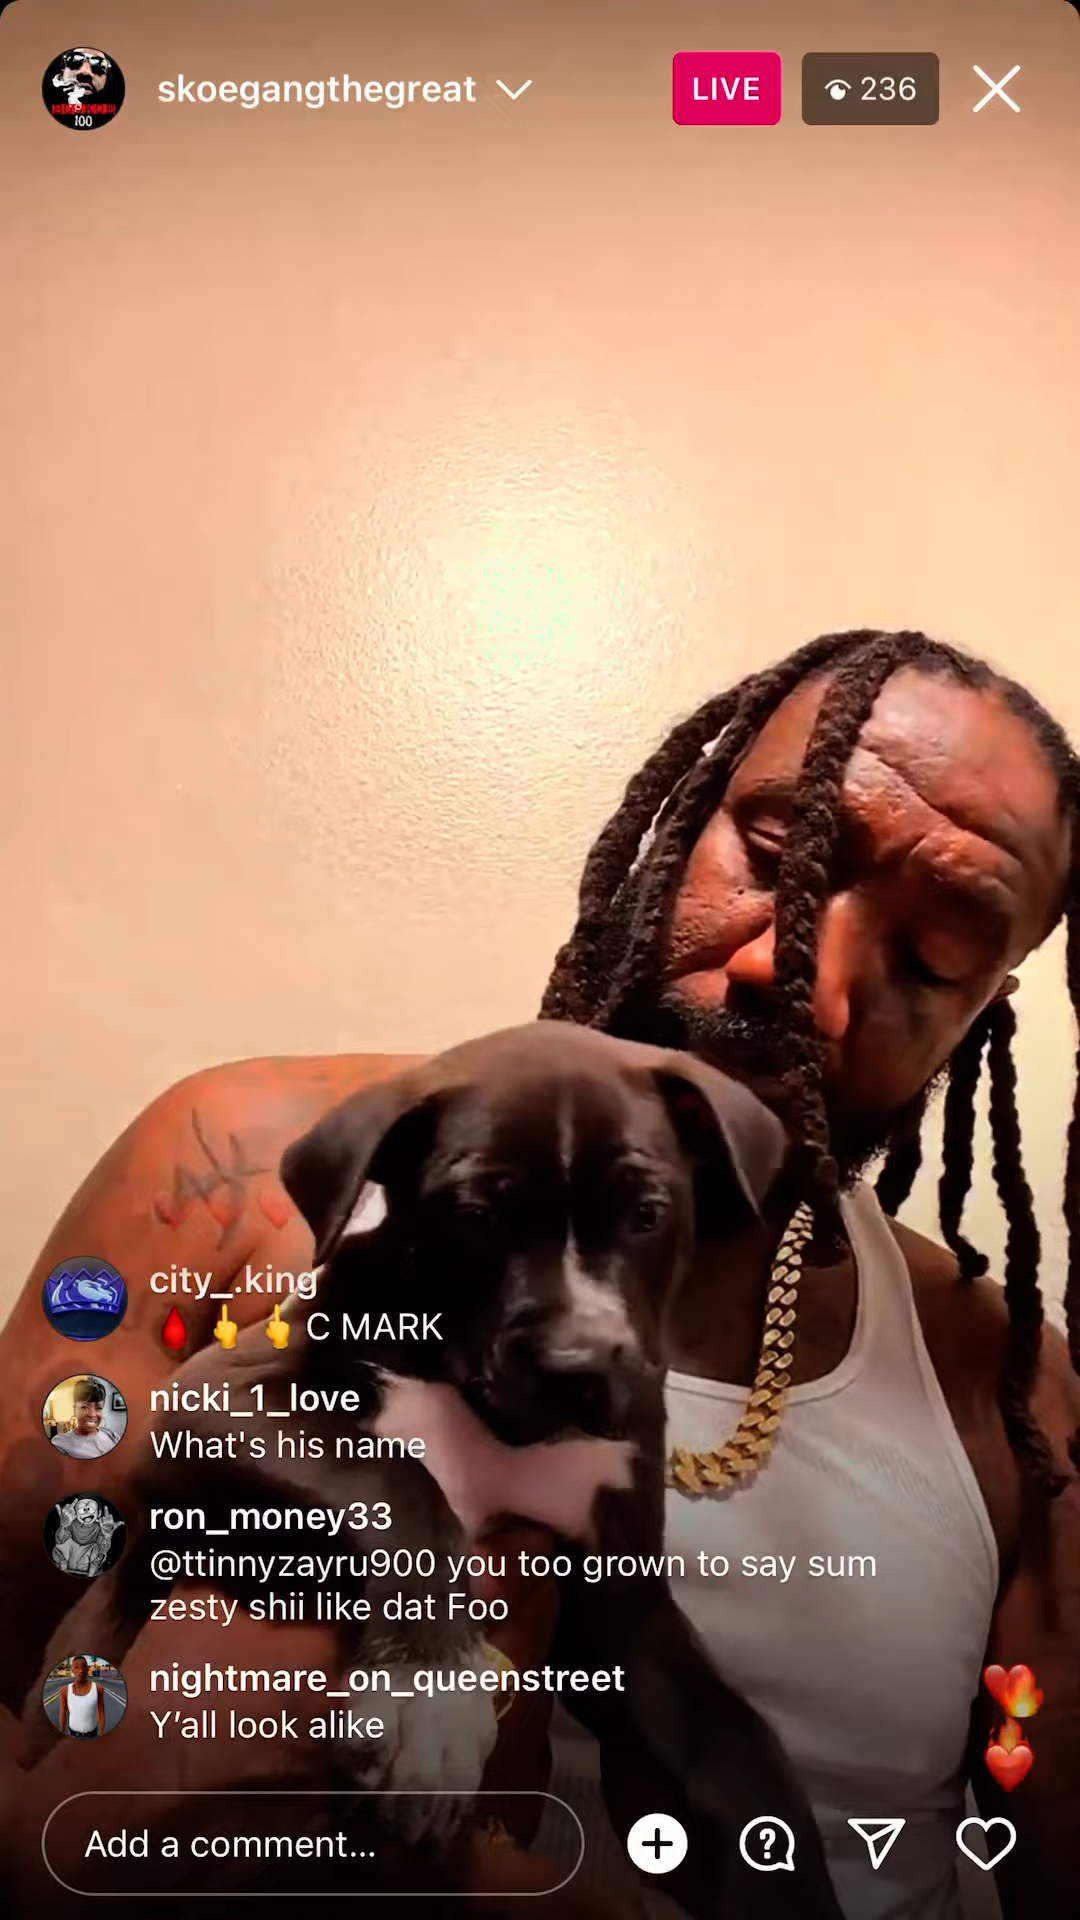 skoegangthegreat
LIVE
236
100
city_.king
🩸 🖕 🖕 C MARK
nicki_1_love
What's his name
ron_money33
@ttinnyzayru900 you too grown to say sum
zesty shii like dat Foo
nightmare_on_queenstreet
Y’all look alike
Add a comment...